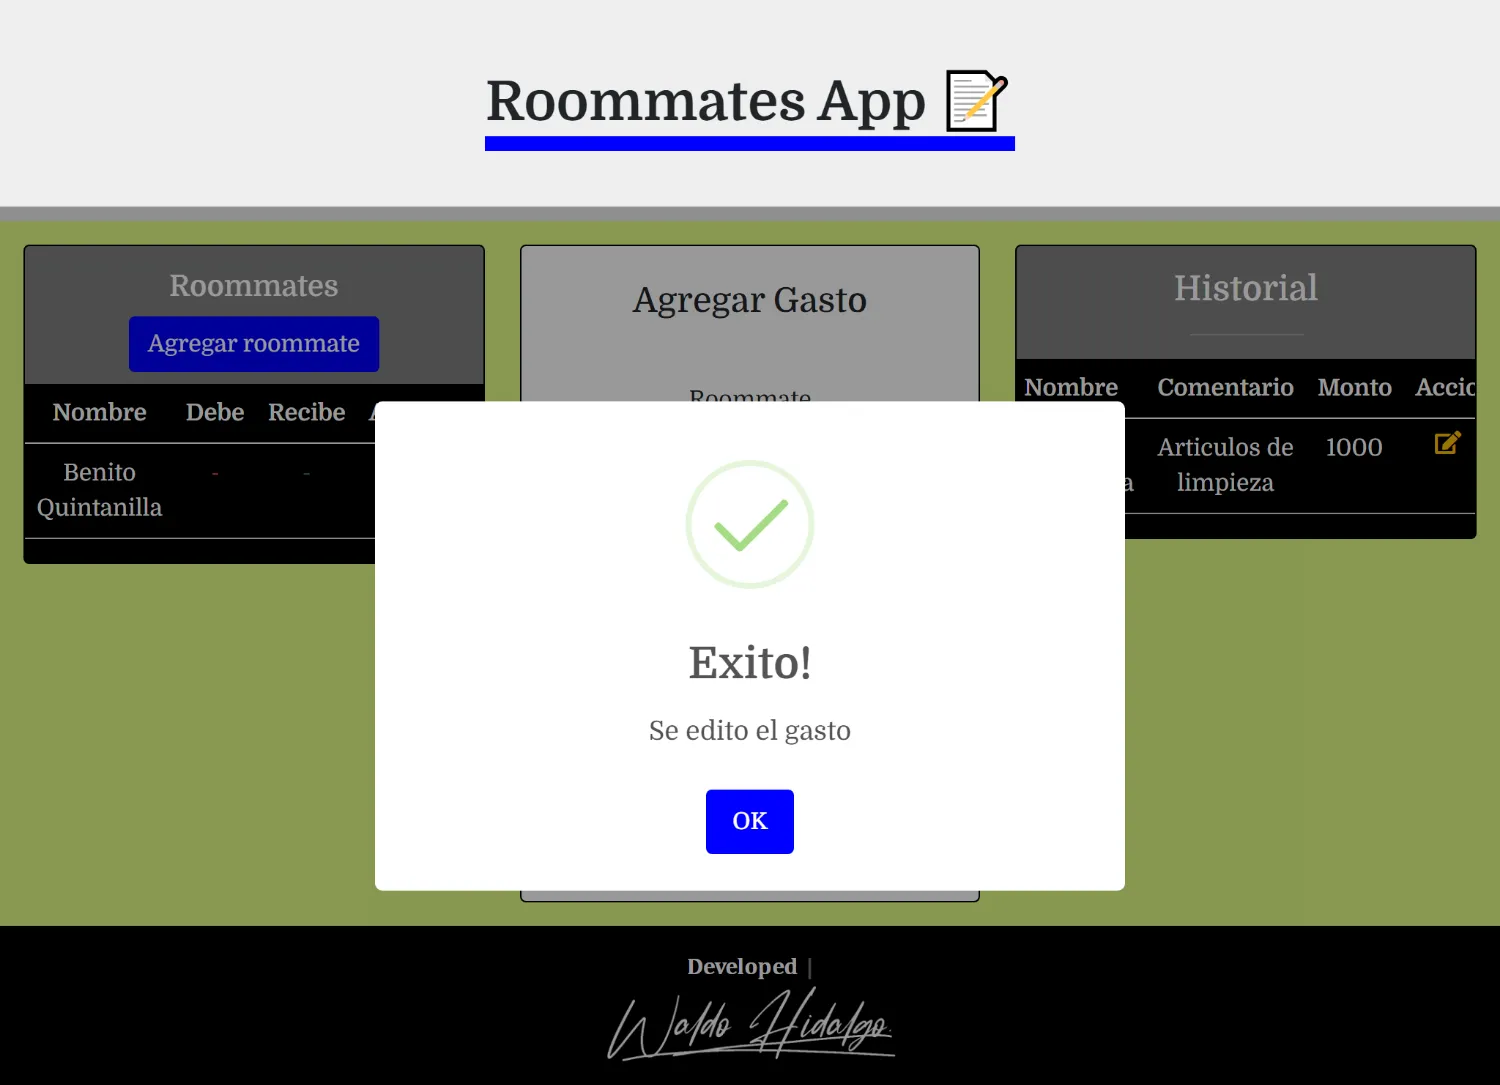 Roommates App
Roommates
Agregar roommate
Nombre Debe Recibe
Benito
Quintanilla
- -
Agregar Gasto
Roommate
Historial
Nombre Comentario Monto Accio
a
Articulos de
limpieza
1000
Exito!
Se edito el gasto
OK
Developed |
Waldo Hidalgo.